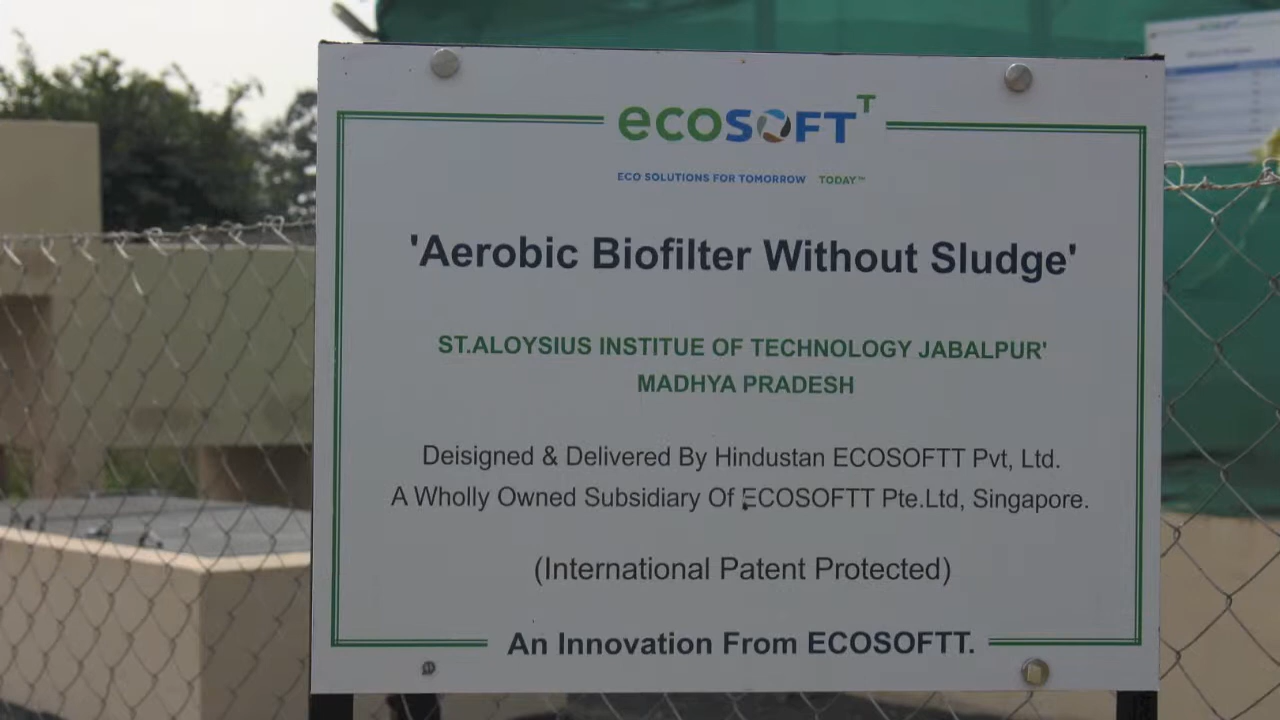 ecosoftT
ECO SOLUTIONS FOR TOMORROW TODAY™
'Aerobic Biofilter Without Sludge'
ST.ALOYSIUS INSTITUE OF TECHNOLOGY JABALPUR'
MADHYA PRADESH
Deisigned & Delivered By Hindustan ECOSOFTT Pvt, Ltd.
A Wholly Owned Subsidiary Of ECOSOFTT Pte.Ltd, Singapore.
(International Patent Protected)
An Innovation From ECOSOFTT.